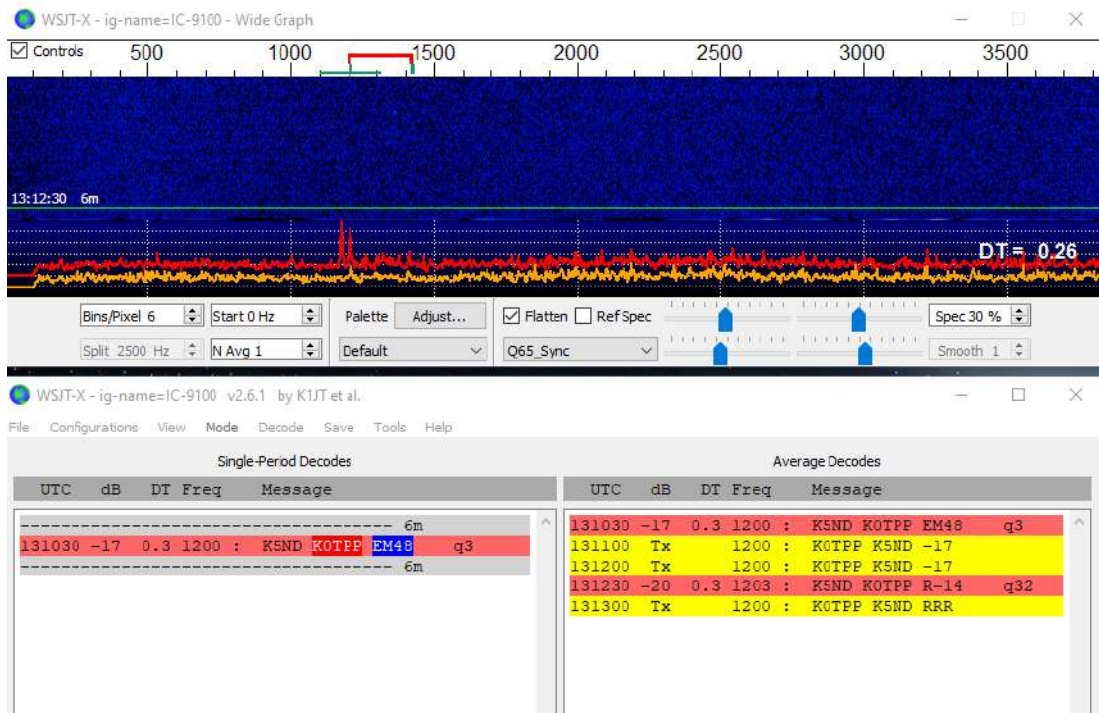 WSJT-X - ig-name=IC-9100 - Wide Graph
Controls 500 1000 1500 2000 2500 3000 3500
13:12:30 6m
DT = 0.26
Bins/Pixel 6 Start 0 Hz Palette Adjust... Flatten Ref Spec Spec 30 %
Split 2500 Hz N Avg 1 Default Q65_Sync Smooth 1
WSJT-X - ig-name=IC-9100 v2.6.1 by K1JT et al.
File Configurations View Mode Decode Save Tools Help
Single-Period Decodes
UTC dB DT Freq Message
---------------------------------------- 6m
131030 -17 0.3 1200 : K5ND K0TPP EM48 q3
---------------------------------------- 6m
Average Decodes
UTC dB DT Freq Message
131030 -17 0.3 1200 : K5ND K0TPP EM48 q3
131100 Tx 1200 : K0TPP K5ND -17
131200 Tx 1200 : K0TPP K5ND -17
131230 -20 0.3 1203 : K5ND K0TPP R-14 q32
131300 Tx 1200 : K0TPP K5ND RRR